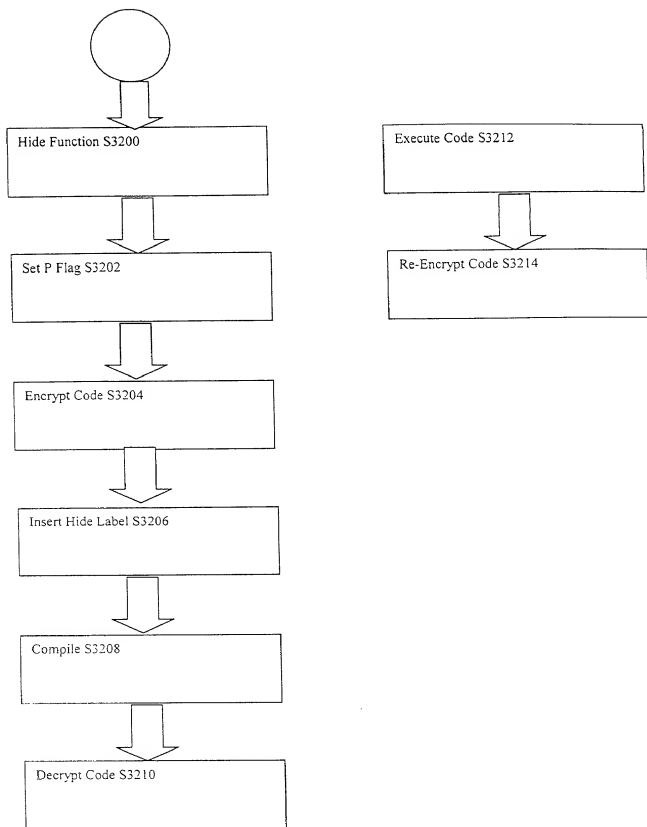 Hide Function S3200
Set P Flag S3202
Encrypt Code S3204
Insert Hide Label S3206
Compile S3208
Decrypt Code S3210
Execute Code S3212
Re-Encrypt Code S3214